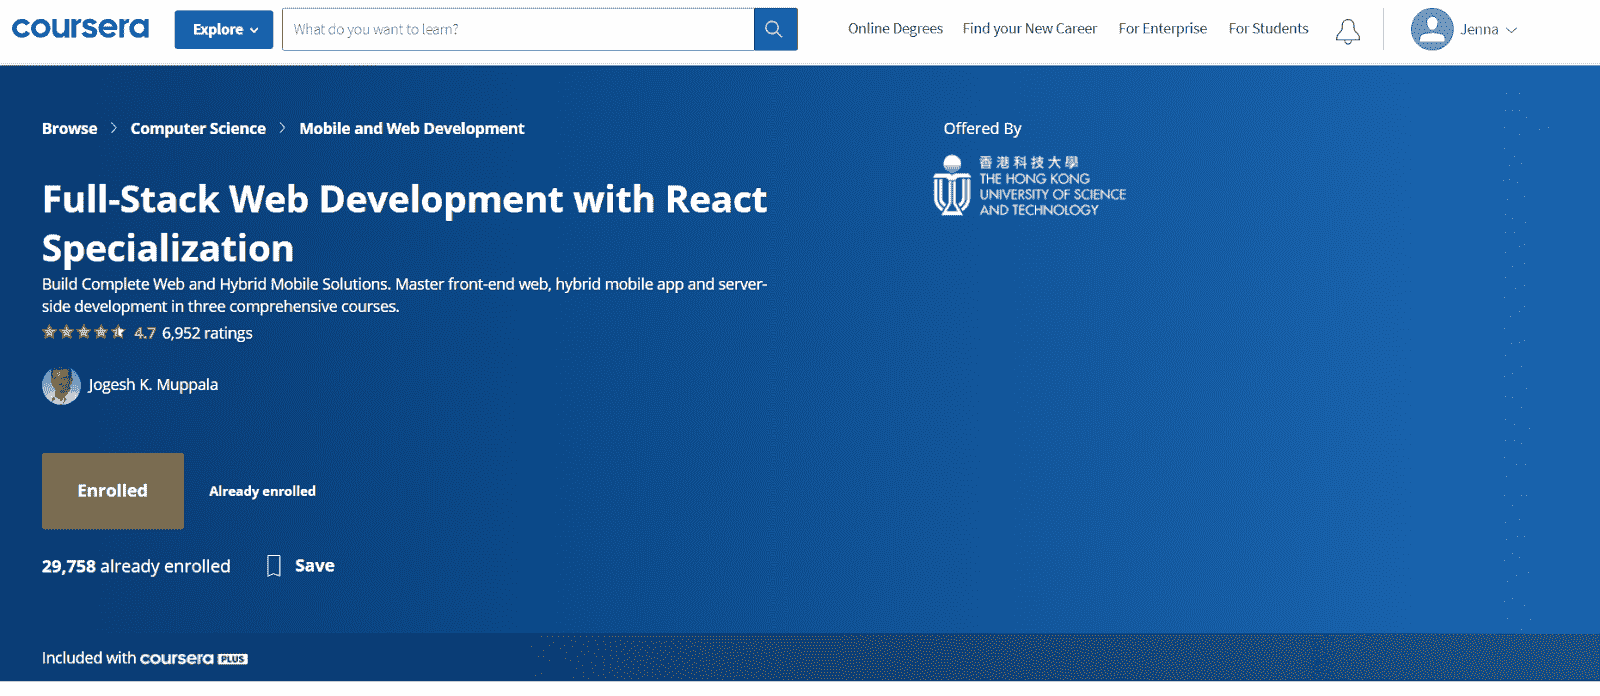 coursera
Explore
What do you want to learn?
Online Degrees
Find your New Career
For Enterprise
For Students
Jenna
Browse > Computer Science > Mobile and Web Development
Full-Stack Web Development with React
Specialization
Build Complete Web and Hybrid Mobile Solutions. Master front-end web, hybrid mobile app and server-
side development in three comprehensive courses.
4.7 6,952 ratings
Jogesh K. Muppala
Enrolled
Already enrolled
29,758 already enrolled
Save
Included with coursera PLUS
Offered By
香港科技大學
THE HONG KONG
UNIVERSITY OF SCIENCE
AND TECHNOLOGY